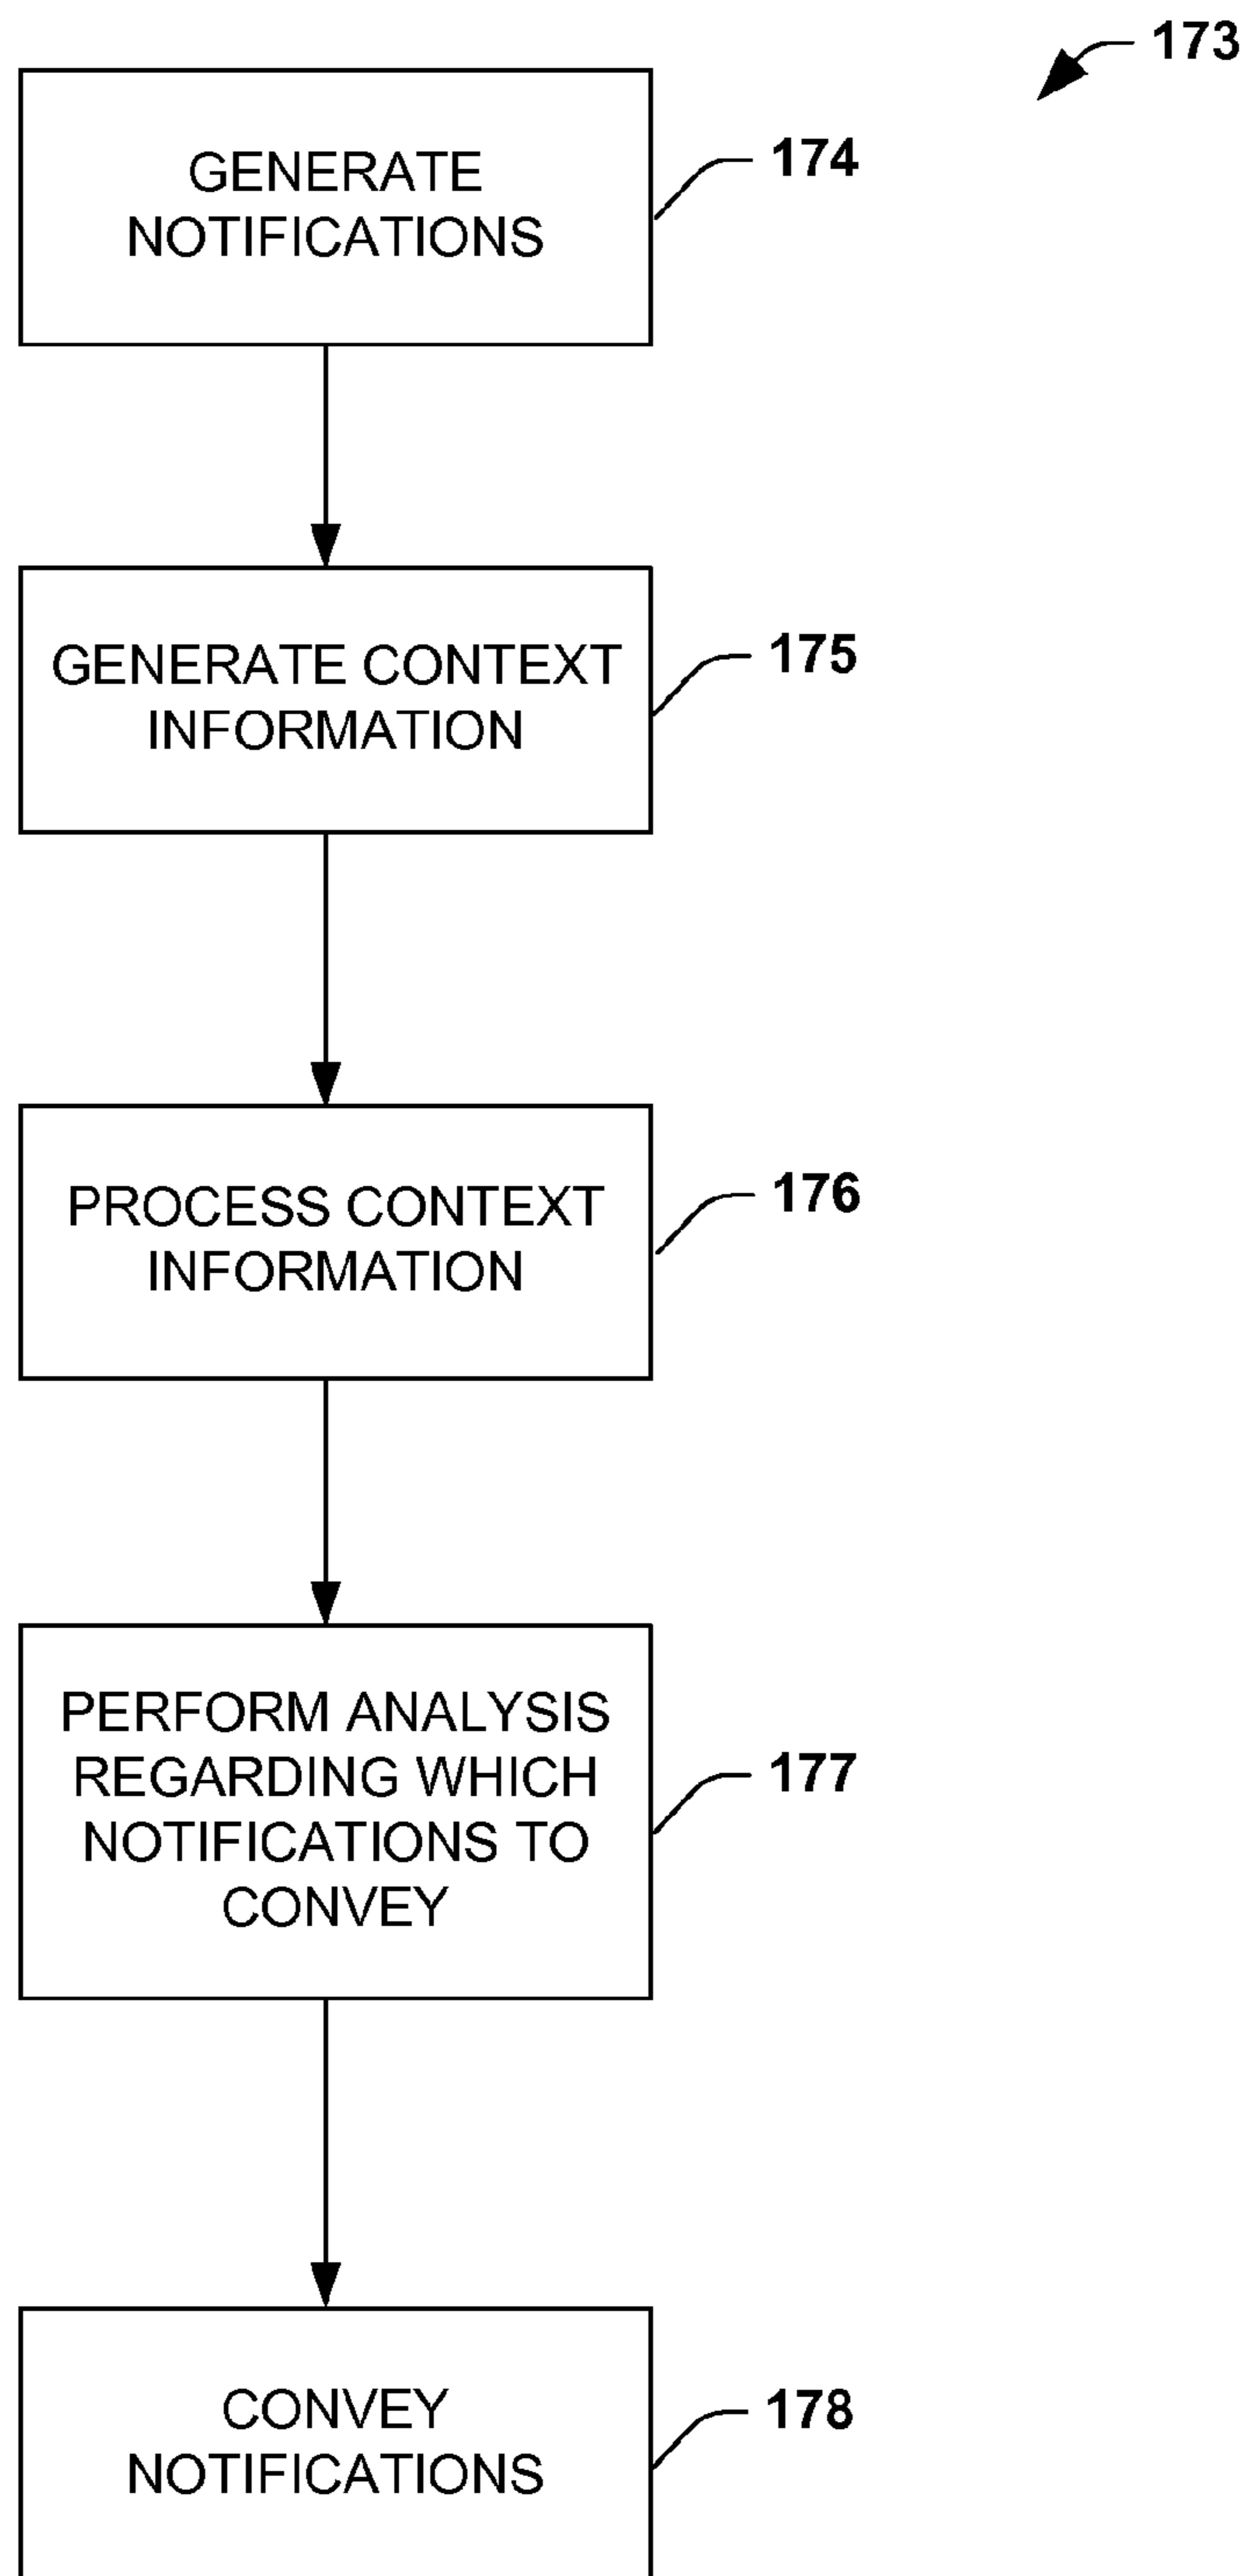 173
GENERATE
NOTIFICATIONS
174
GENERATE CONTEXT
INFORMATION
175
PROCESS CONTEXT
INFORMATION
176
PERFORM ANALYSIS
REGARDING WHICH
NOTIFICATIONS TO
CONVEY
177
CONVEY
NOTIFICATIONS
178